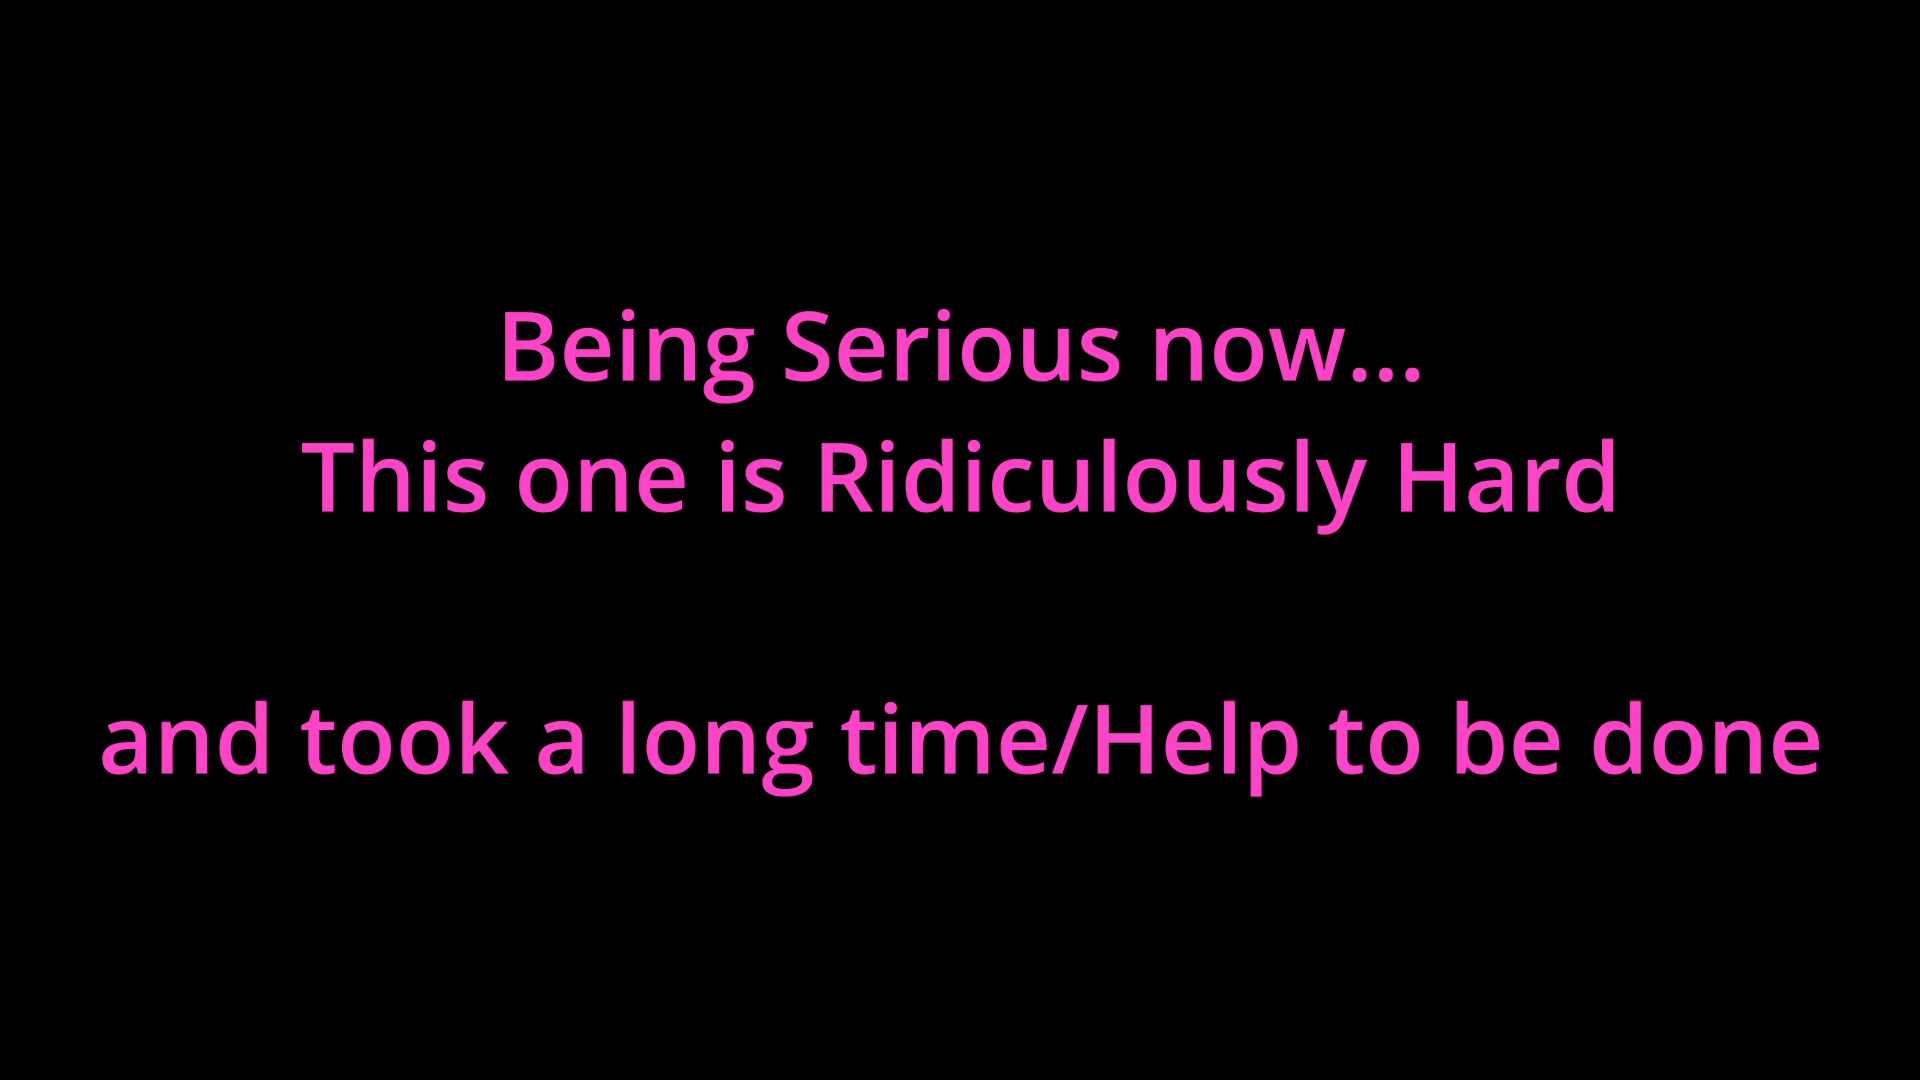 Being Serious now...
This one is Ridiculously Hard
and took a long time/Help to be done